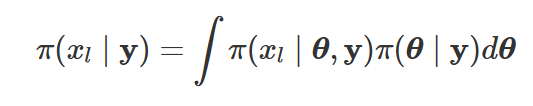 π(x_l | 𝐲) = ∫ π(x_l | 𝛉, 𝐲)π(𝛉 | 𝐲)d𝛉